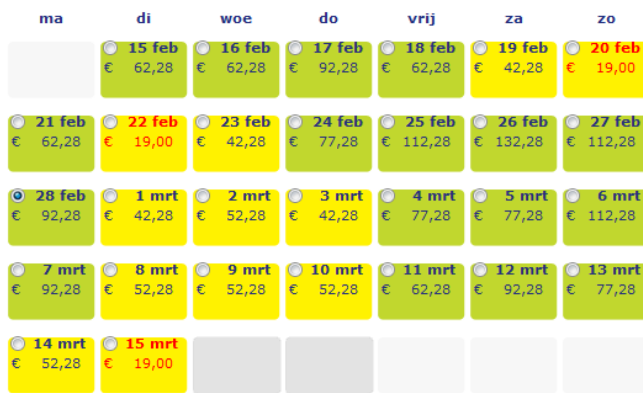 ma di woe do vrij za zo
15 feb 16 feb 17 feb 18 feb 19 feb 20 feb
€ 62,28 € 62,28 € 92,28 € 62,28 € 42,28 € 19,00
21 feb 22 feb 23 feb 24 feb 25 feb 26 feb 27 feb
€ 62,28 € 19,00 € 42,28 € 77,28 € 112,28 € 132,28 € 112,28
28 feb 1 mrt 2 mrt 3 mrt 4 mrt 5 mrt 6 mrt
€ 92,28 € 42,28 € 52,28 € 42,28 € 77,28 € 77,28 € 112,28
7 mrt 8 mrt 9 mrt 10 mrt 11 mrt 12 mrt 13 mrt
€ 92,28 € 52,28 € 52,28 € 52,28 € 62,28 € 92,28 € 77,28
14 mrt 15 mrt
€ 52,28 € 19,00